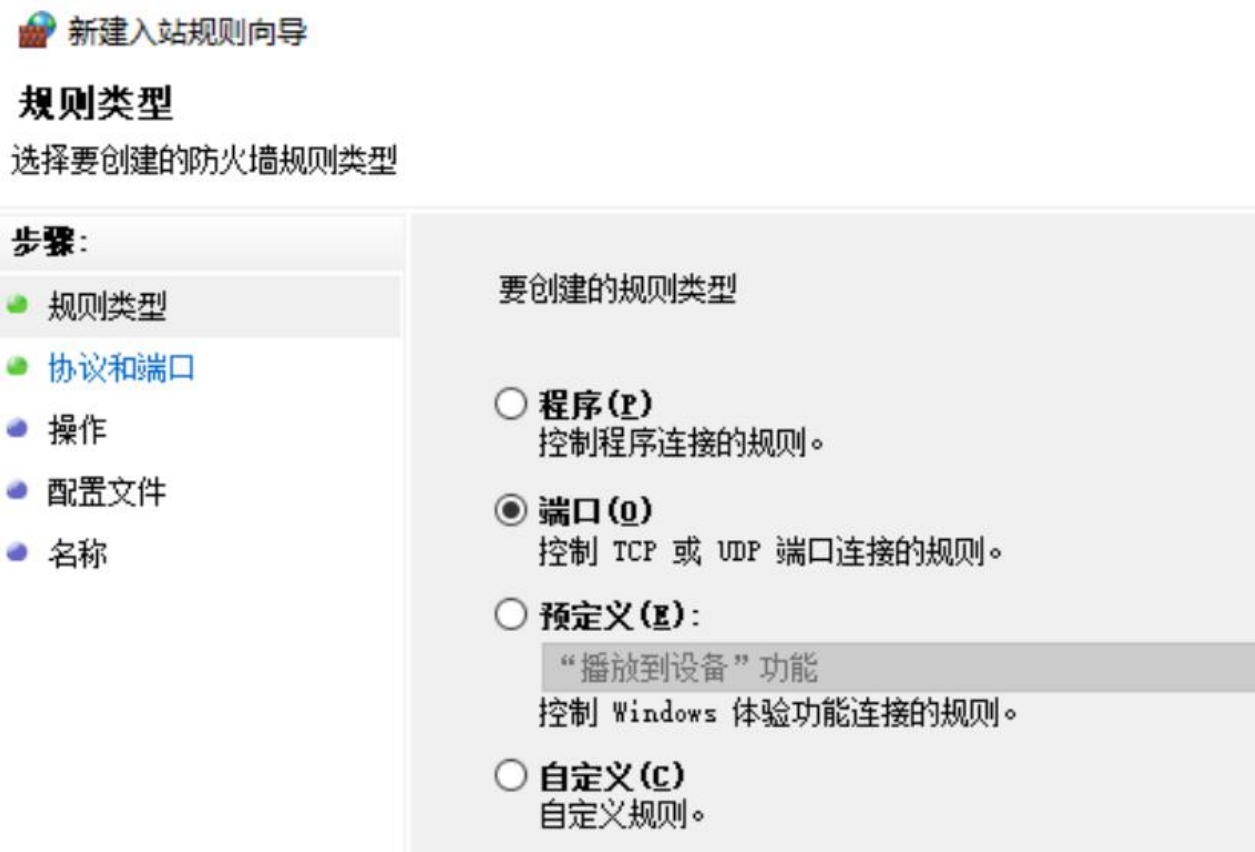 新建入站规则向导
规则类型
选择要创建的防火墙规则类型
步骤:
规则类型
协议和端口
操作
配置文件
名称
要创建的规则类型
程序(P)
控制程序连接的规则。
端口(O)
控制 TCP 或 UDP 端口连接的规则。
预定义(E):
“播放到设备”功能
控制 Windows 体验功能连接的规则。
自定义(C)
自定义规则。